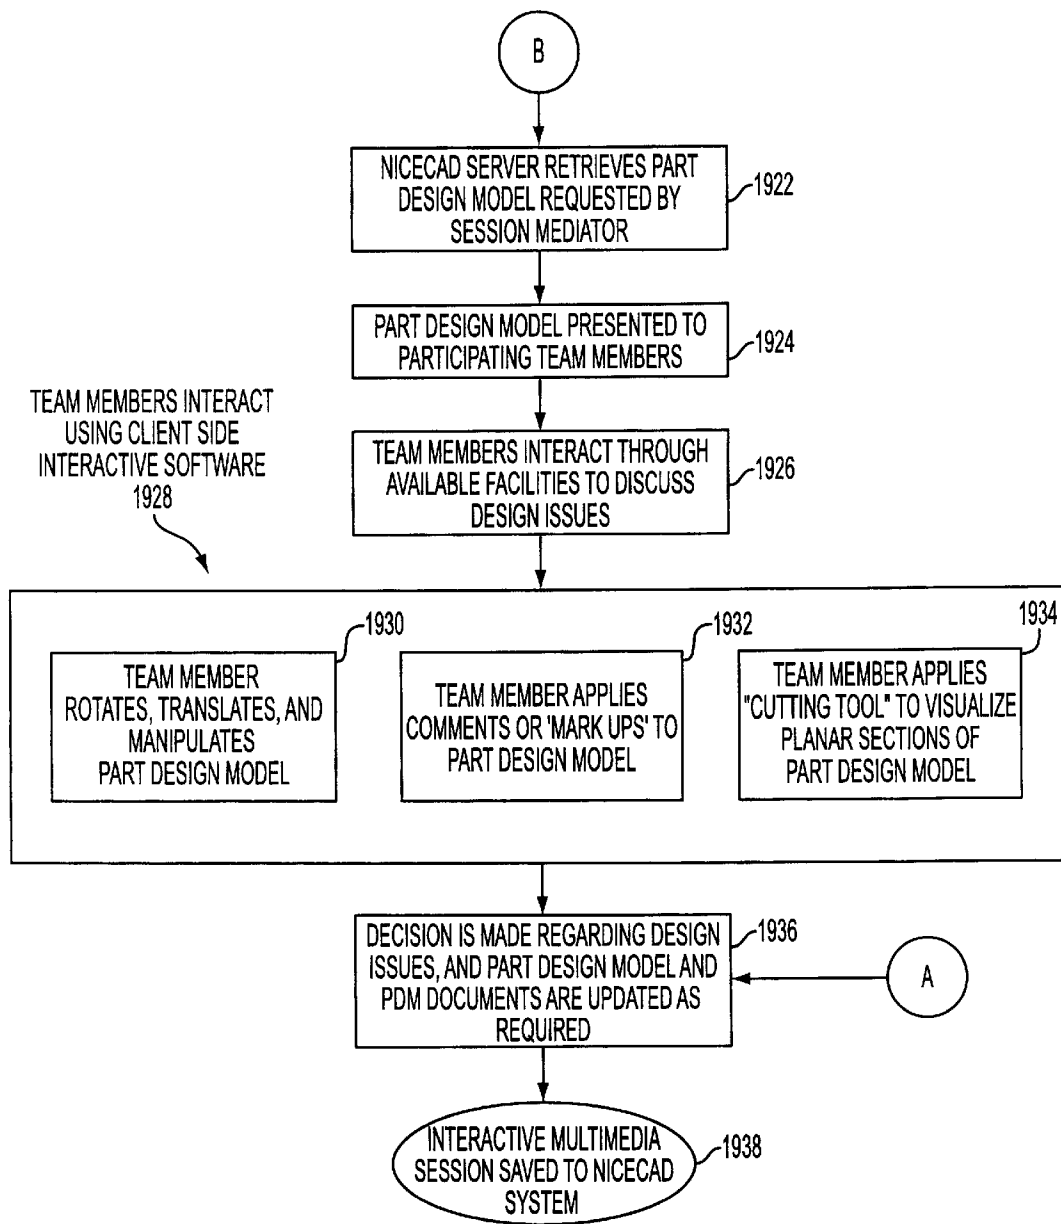 B
NICECAD SERVER RETRIEVES PART
DESIGN MODEL REQUESTED BY
SESSION MEDIATOR
1922
PART DESIGN MODEL PRESENTED TO
PARTICIPATING TEAM MEMBERS
1924
TEAM MEMBERS INTERACT
USING CLIENT SIDE
INTERACTIVE SOFTWARE
1928
TEAM MEMBERS INTERACT THROUGH
AVAILABLE FACILITIES TO DISCUSS
DESIGN ISSUES
1926
1930
TEAM MEMBER
ROTATES, TRANSLATES, AND
MANIPULATES
PART DESIGN MODEL
1932
TEAM MEMBER APPLIES
COMMENTS OR 'MARK UPS' TO
PART DESIGN MODEL
1934
TEAM MEMBER APPLIES
"CUTTING TOOL" TO VISUALIZE
PLANAR SECTIONS OF
PART DESIGN MODEL
DECISION IS MADE REGARDING DESIGN
ISSUES, AND PART DESIGN MODEL AND
PDM DOCUMENTS ARE UPDATED AS
REQUIRED
1936
A
INTERACTIVE MULTIMEDIA
SESSION SAVED TO NICECAD
SYSTEM
1938